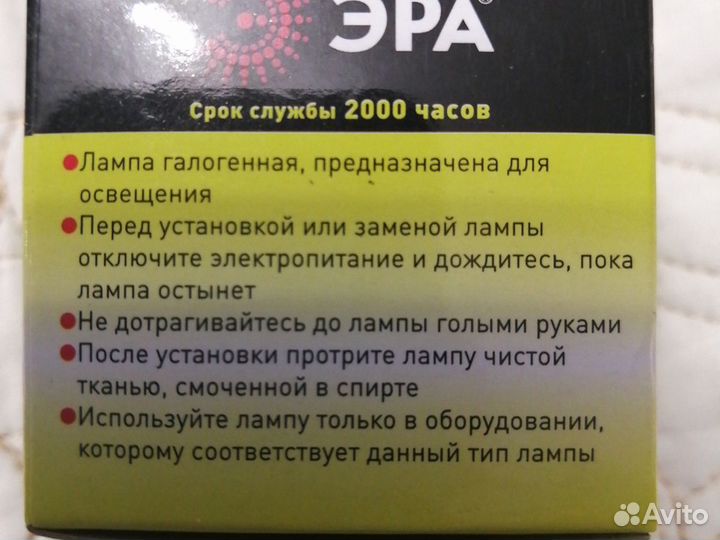 ЭРА®
Срок службы 2000 часов
●Лампа галогенная, предназначена для
освещения
●Перед установкой или заменой лампы
отключите электропитание и дождитесь, пока
лампа остынет
●Не дотрагивайтесь до лампы голыми руками
●После установки протрите лампу чистой
тканью, смоченной в спирте
●Используйте лампу только в оборудовании,
которому соответствует данный тип лампы
Avito